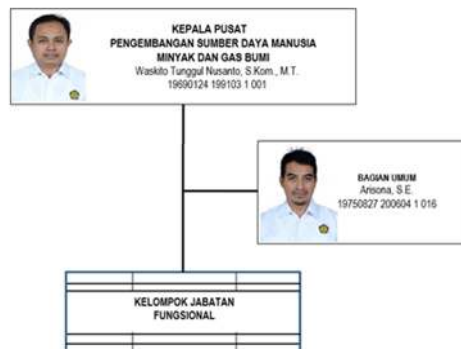 KEPALA PUSAT
PENGEMBANGAN SUMBER DAYA MANUSIA
MINYAK DAN GAS BUMI
Waskito Tunggul Nusanto, S.Kom., M.T.
19690124 199103 1 001
BAGIAN UMUM
Arisona, S.E.
19750827 200604 1 016
KELOMPOK JABATAN
FUNGSIONAL